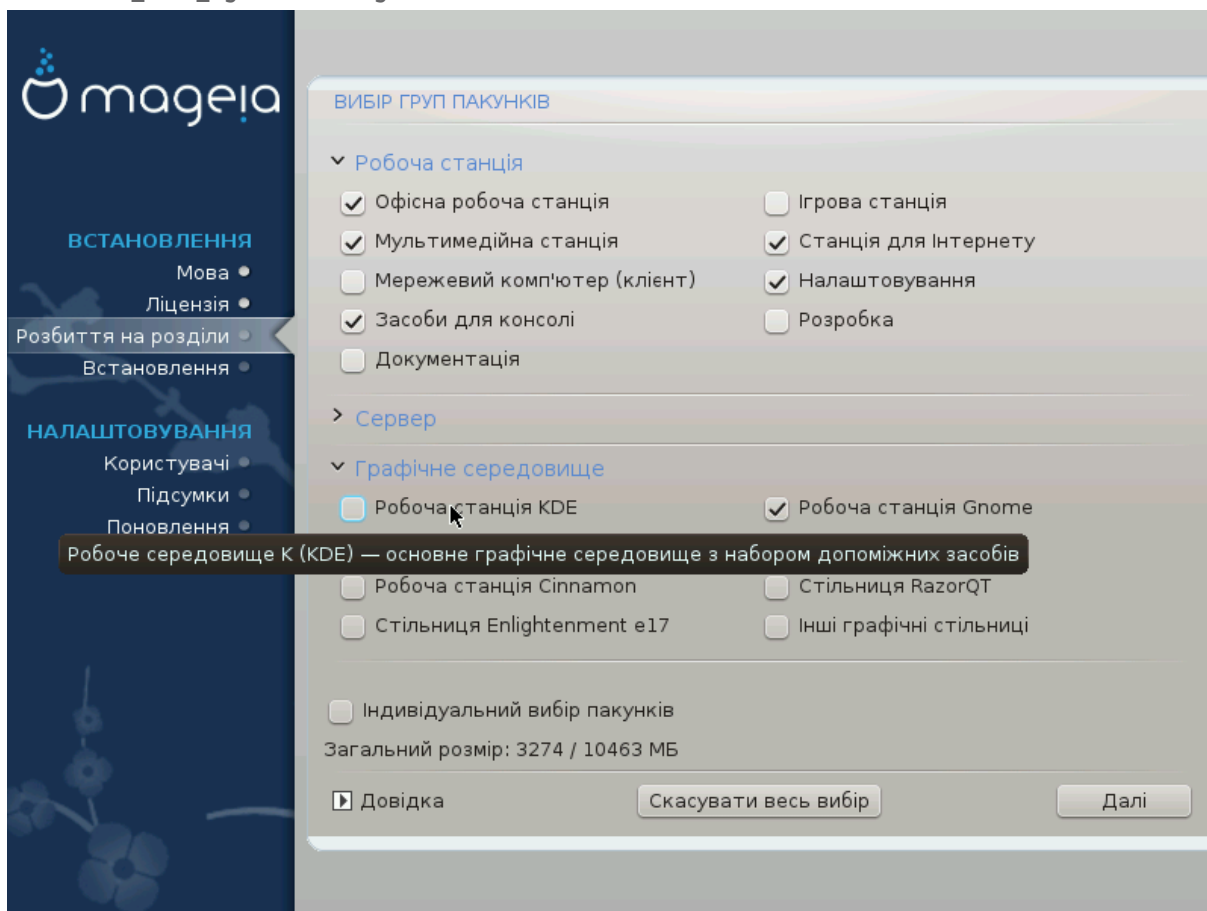 mageia
ВСТАНОВЛЕННЯ
Мова
Ліцензія
Розбиття на розділи
Встановлення
НАЛАШТОВУВАННЯ
Користувачі
Підсумки
Поновлення
ВИБІР ГРУП ПАКУНКІВ
Робоча станція
Офісна робоча станція
Ігрова станція
Мультимедійна станція
Станція для Інтернету
Мережевий комп'ютер (клієнт)
Налаштовування
Засоби для консолі
Розробка
Документація
Сервер
Графічне середовище
Робоча станція KDE
Робоча станція Gnome
Робоче середовище K (KDE) — основне графічне середовище з набором допоміжних засобів
Робоча станція Cinnamon
Стільниця RazorQT
Стільниця Enlightenment e17
Інші графічні стільниці
Індивідуальний вибір пакунків
Загальний розмір: 3274 / 10463 МБ
Довідка
Скасувати весь вибір
Далі